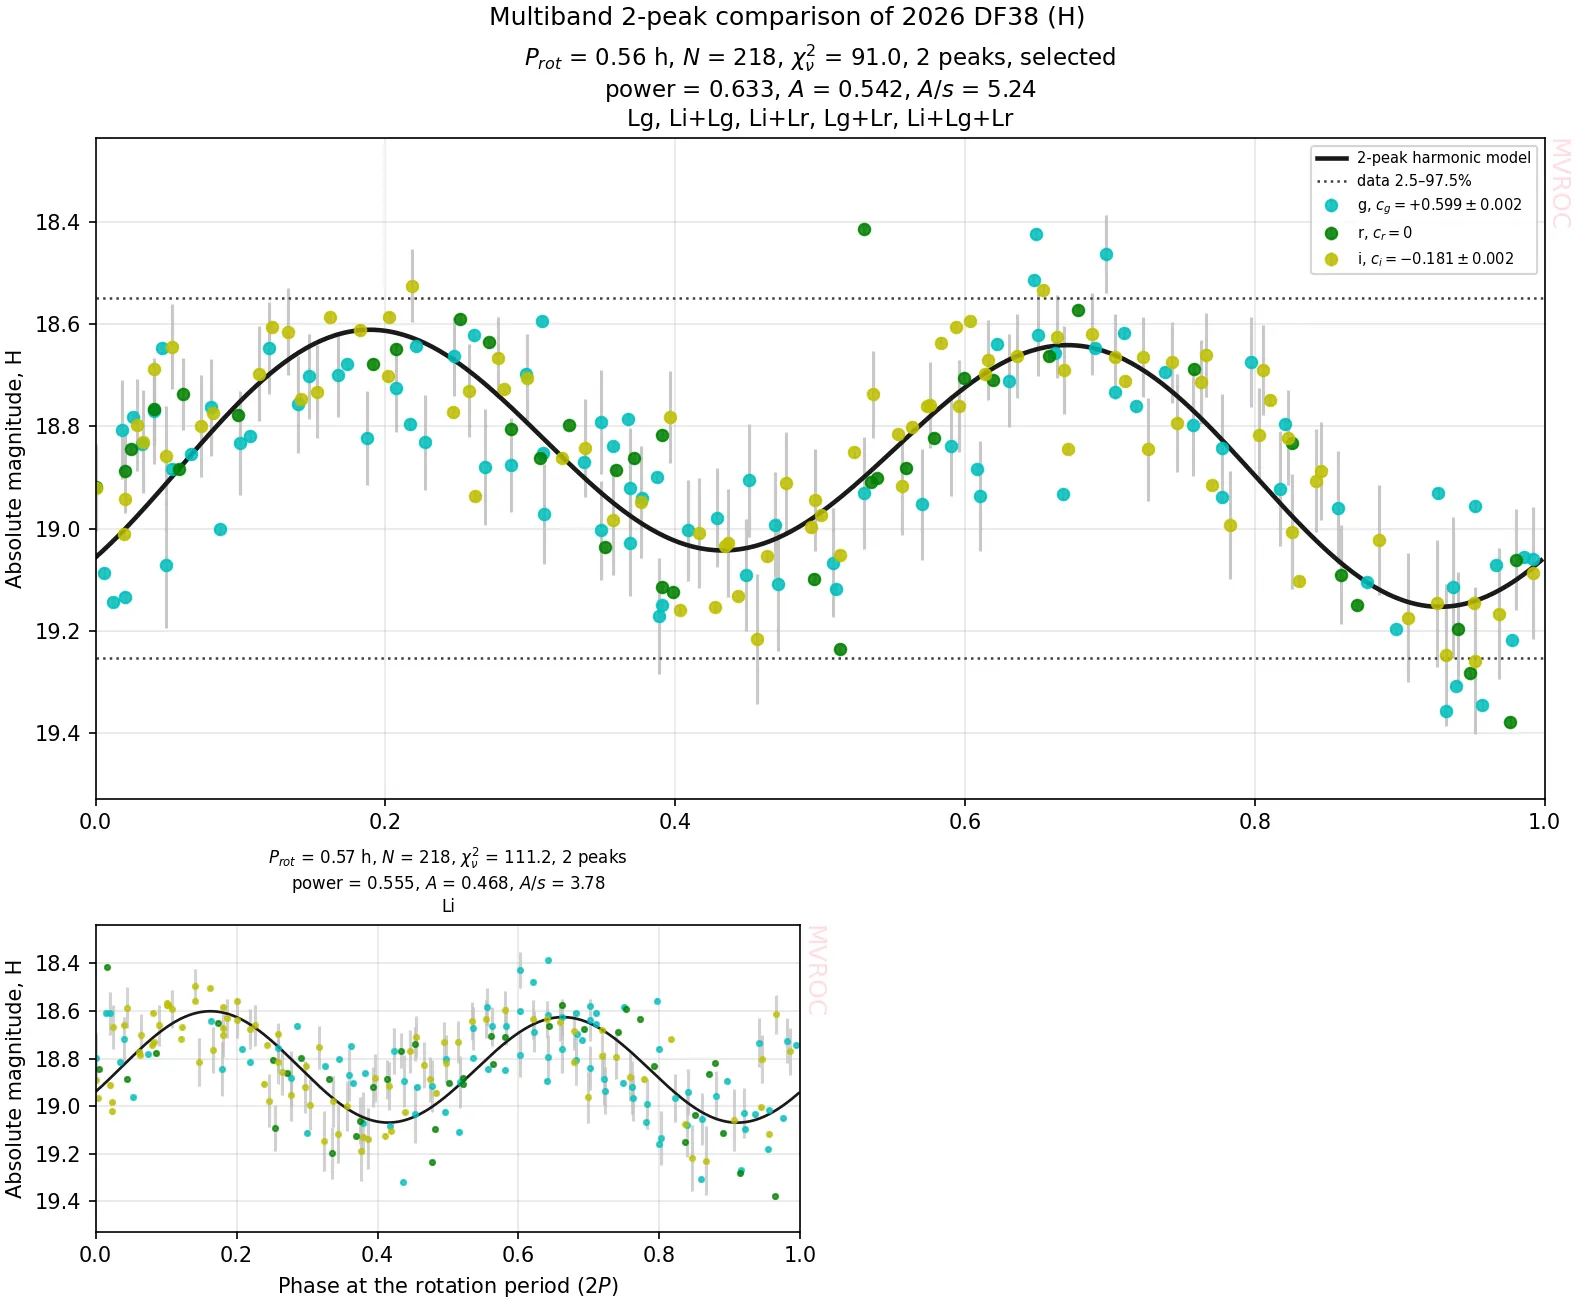 Multiband 2-peak comparison of 2026 DF38 (H)
P_rot = 0.56 h, N = 218, χ²_ν = 91.0, 2 peaks, selected
power = 0.633, A = 0.542, A/s = 5.24
Lg, Li+Lg, Li+Lr, Lg+Lr, Li+Lg+Lr
2-peak harmonic model
data 2.5–97.5%
g, c_g = +0.599 ± 0.002
r, c_r = 0
i, c_i = −0.181 ± 0.002
MVROC
Absolute magnitude, H
18.4
18.6
18.8
19.0
19.2
19.4
0.0 0.2 0.4 0.6 0.8 1.0
P_rot = 0.57 h, N = 218, χ²_ν = 111.2, 2 peaks
power = 0.555, A = 0.468, A/s = 3.78
Li
MVROC
Absolute magnitude, H
18.4
18.6
18.8
19.0
19.2
19.4
0.0 0.2 0.4 0.6 0.8 1.0
Phase at the rotation period (2P)